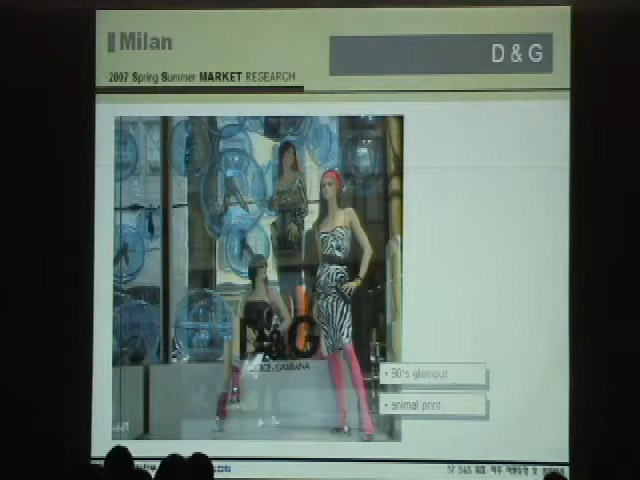 Milan
D & G
2007 Spring Summer MARKET RESEARCH
D&G
DOLCE & GABBANA
• 80's glamour
• animal print